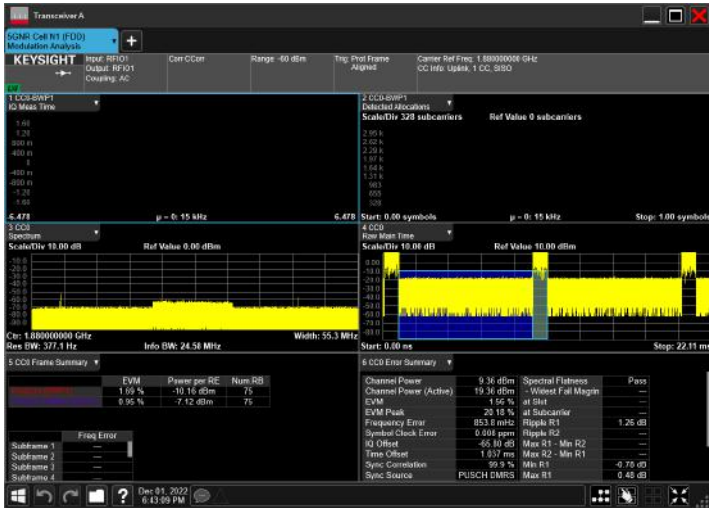 Transceiver A
5GNR Cell N1 (FDD)
Modulation Analysis
KEYSIGHT
Input: RFIO1
Output: RFIO1
Coupling: AC
Corr CCorr
Range: -60 dBm
Trig: Prot Frame
Aligned
Carrier Ref Freq: 1.880000000 GHz
CC Info: Uplink, 1 CC, SISO
1 CC0-BWP1
IQ Meas Time
1.60
1.20
800 m
400 m
0
-400 m
-800 m
-1.20
-1.60
-6.478
μ = 0: 15 kHz
6.478
2 CC0-BWP1
Detected Allocations
Scale/Div 328 subcarriers
Ref Value 0 subcarriers
2.95 k
2.62 k
2.29 k
1.97 k
1.64 k
1.31 k
983
655
328
Start: 0.00 symbols
μ = 0: 15 kHz
Stop: 1.00 symbols
3 CC0
Spectrum
Scale/Div 10.00 dB
Ref Value 0.00 dBm
-10.0
-20.0
-30.0
-40.0
-50.0
-60.0
-70.0
-80.0
-90.0
Ctr: 1.880000000 GHz
Width: 55.3 MHz
Res BW: 377.1 Hz
Info BW: 24.58 MHz
4 CC0
Raw Main Time
Scale/Div 10.00 dB
Ref Value 10.00 dBm
0.00
-10.0
-20.0
-30.0
-40.0
-50.0
-60.0
-70.0
-80.0
Start: 0.00 ms
Stop: 22.11 ms
5 CC0 Frame Summary
EVM Power per RE Num.RB
1.69 % -10.16 dBm 75
0.95 % -7.12 dBm 75
Freq Error
Subframe 1 ---
Subframe 2 ---
Subframe 3 ---
Subframe 4 ---
6 CC0 Error Summary
Channel Power 9.36 dBm Spectral Flatness Pass
Channel Power (Active) 19.36 dBm - Widest Fail Magrin ---
EVM 1.56 % at Slot ---
EVM Peak 20.18 % at Subcarrier ---
Frequency Error 853.8 mHz Ripple R1 1.26 dB
Symbol Clock Error 0.008 ppm Ripple R2 ---
IQ Offset -65.80 dB Max R1 - Min R2 ---
Time Offset 1.037 ms Max R2 - Min R1 ---
Sync Correlation 99.9 % Min R1 -0.78 dB
Sync Source PUSCH DMRS Max R1 0.48 dB
Dec 01, 2022
6:43:09 PM